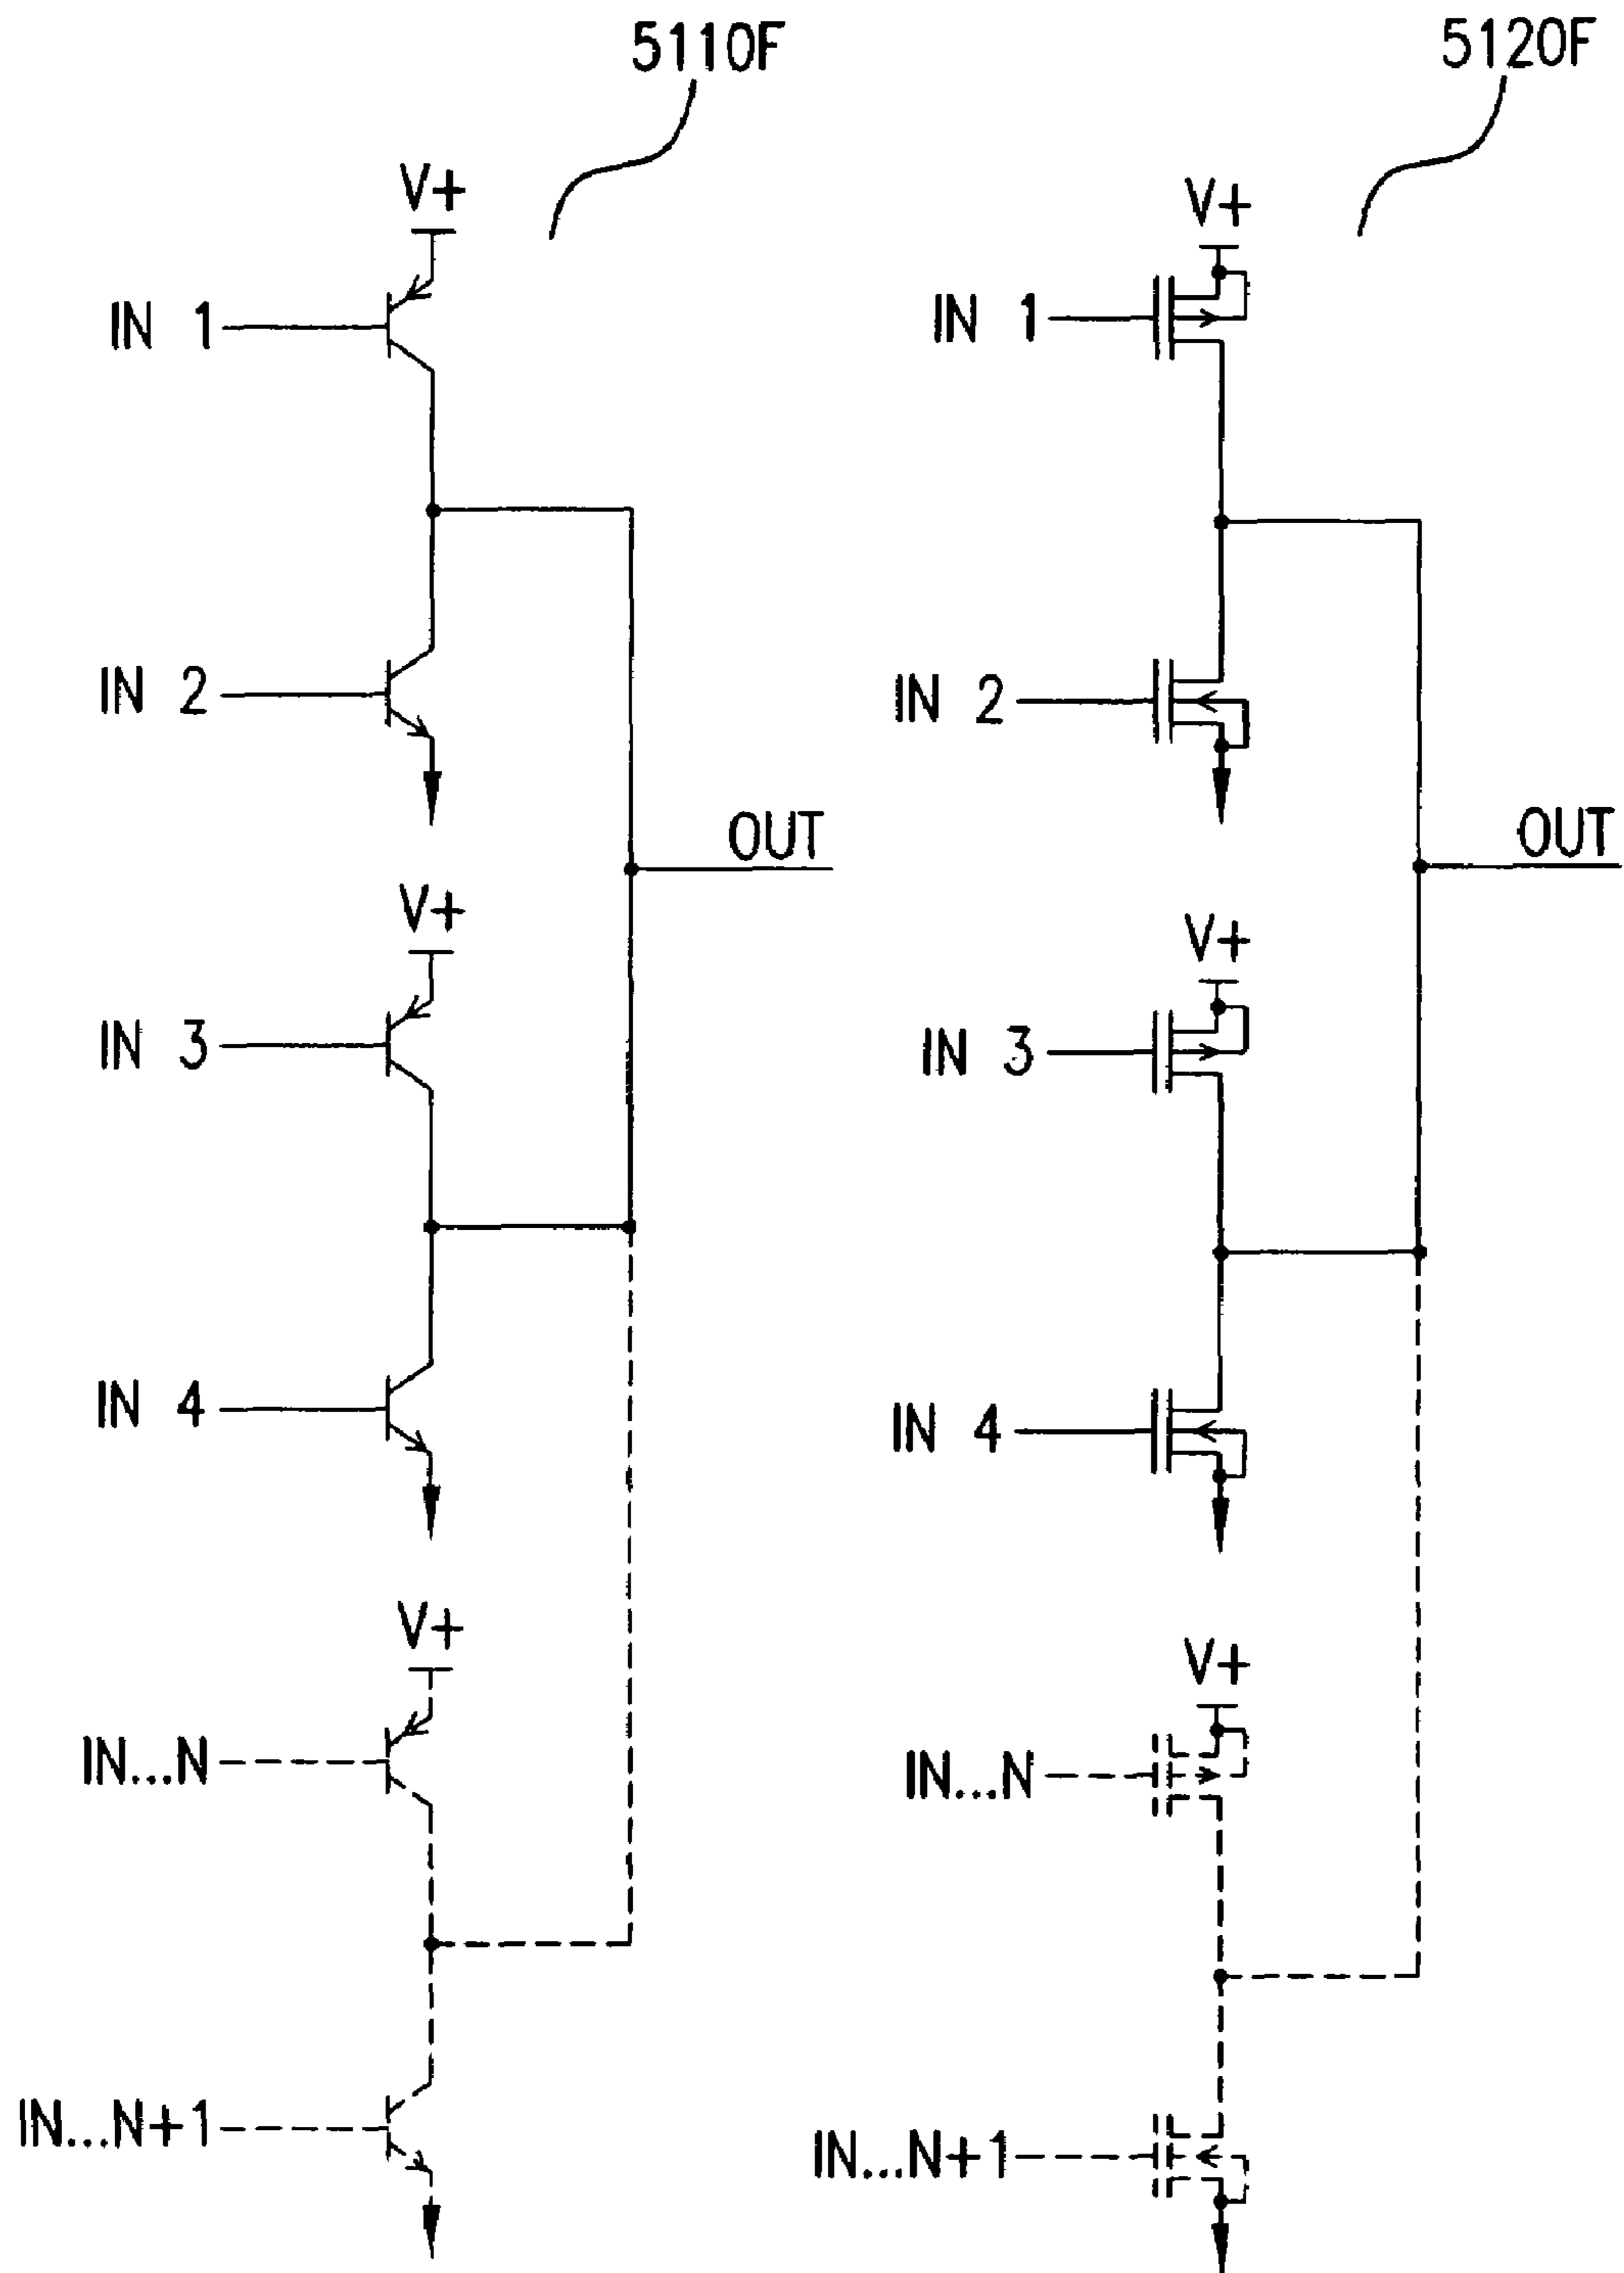 5110F
V+
IN 1
IN 2
OUT
V+
IN 3
IN 4
V+
IN...N
IN...N+1
5120F
V+
IN 1
IN 2
OUT
V+
IN 3
IN 4
V+
IN...N
IN...N+1